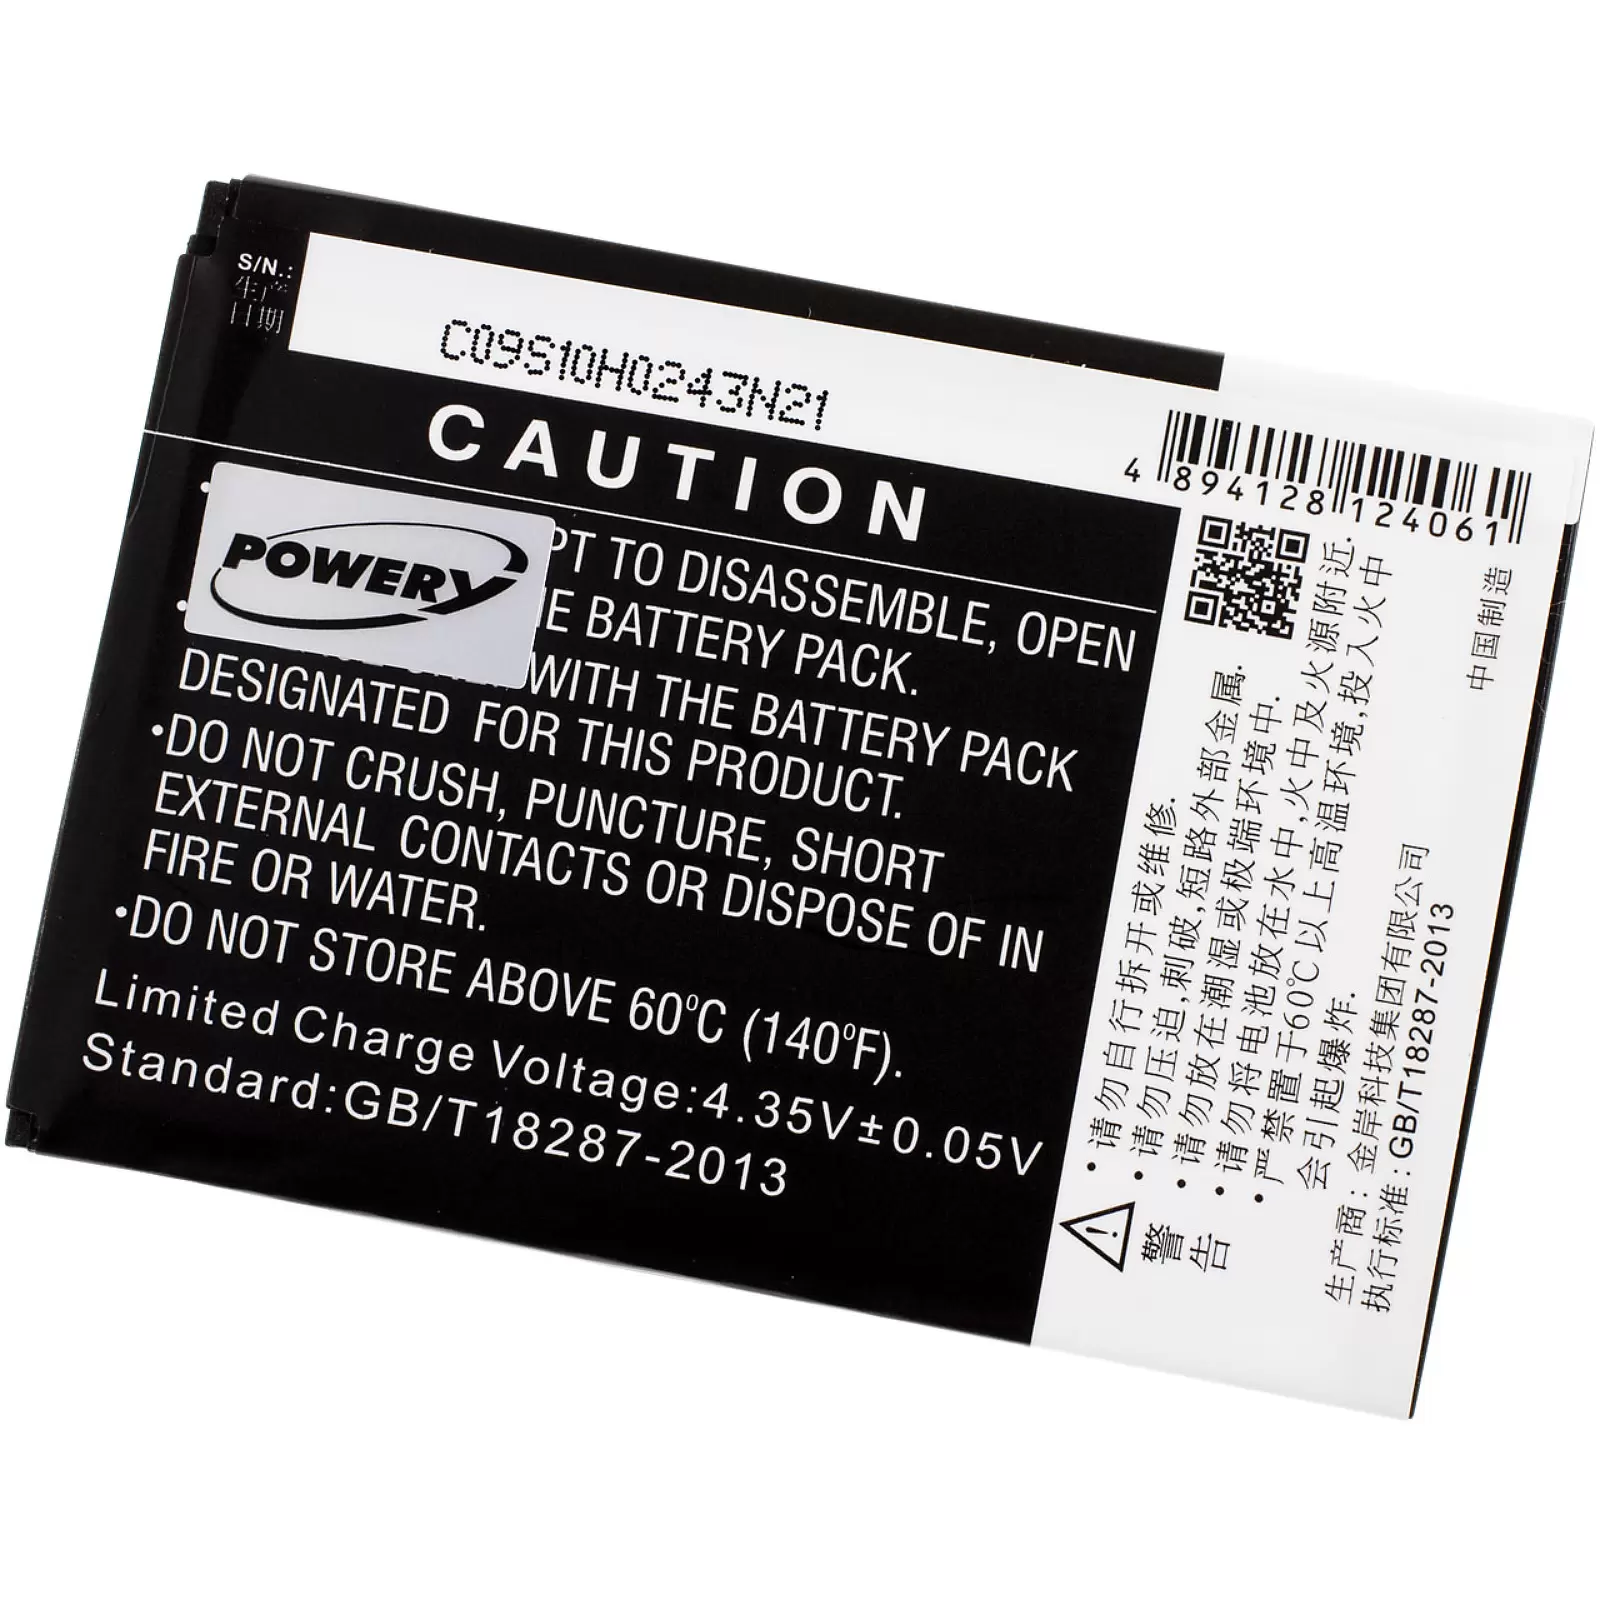 S/N.:
生产
日期
C09S10H0243N21
CAUTION
POWERY
PT TO DISASSEMBLE, OPEN
E BATTERY PACK.
WITH THE BATTERY PACK
DESIGNATED FOR THIS PRODUCT.
•DO NOT CRUSH, PUNCTURE, SHORT
EXTERNAL CONTACTS OR DISPOSE OF IN
FIRE OR WATER.
•DO NOT STORE ABOVE 60°C (140°F).
Limited Charge Voltage:4.35V±0.05V
Standard:GB/T18287-2013
4 894128 124061
警告
•请勿自行拆开或维修.
•请勿压迫,刺破,短路外部金属.
•请勿放在潮湿或极端环境中.
•请勿将电池放在水中,火中及火源附近.
•严禁置于60℃以上高温环境,投入火中
会引起爆炸.
生产商:金岸科技集团有限公司
执行标准:GB/T18287-2013
中国制造